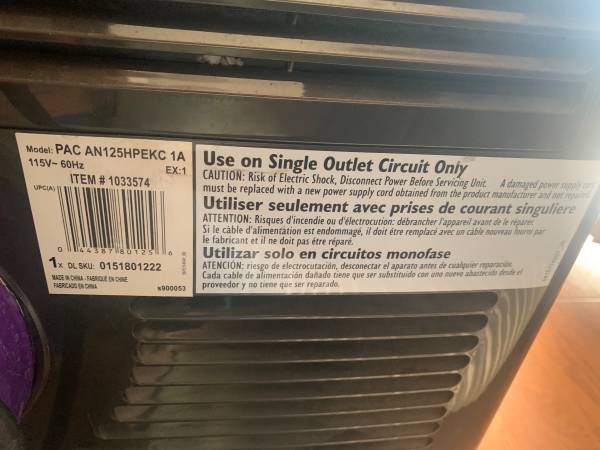 Model: PAC AN125HPEKC 1A
115V~ 60Hz
EX:1
ITEM # 1033574
UPC(A)
0 44387 80125 6
1x DL SKU: 0151801222
MADE IN CHINA - FABRIQUÉ EN CHINE
FABRICADO EN CHINA
s900053
Use on Single Outlet Circuit Only
CAUTION: Risk of Electric Shock, Disconnect Power Before Servicing Unit. A damaged power supply cord
must be replaced with a new power supply cord obtained from the product manufacturer and not repaired
Utiliser seulement avec prises de courant singuliere
ATTENTION: Risques d'incendie ou d'électrocution: débrancher l'appareil avant de le réparer.
Si le câble d'alimentation est endommagé, il doit être remplacé avec un câble nouveau fourni par
le fabricant et il ne doit pas être réparé.
Utilizar solo en circuitos monofase
ATENCIÓN: riesgo de electrocutación, desconectar el aparato antes de cualquier reparación.
Cada cable de alimentación dañado tiene que ser substituido con uno nuevo abastecido desde el
proveedor y no tiene que ser reparado.